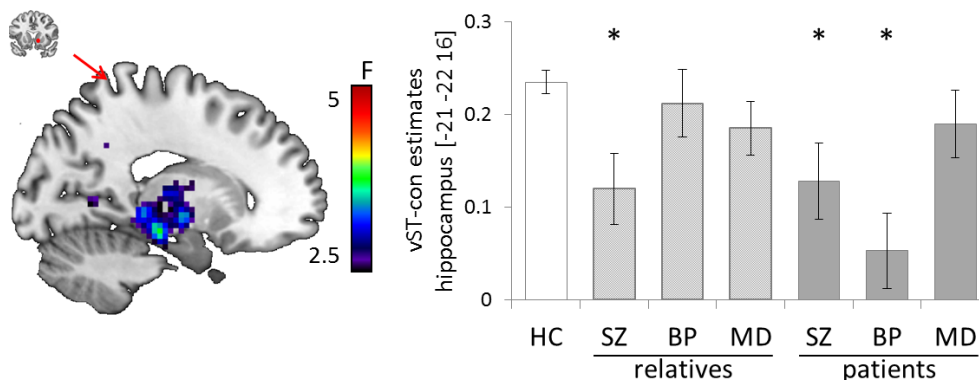 F
5
2.5
vST-con estimates
hippocampus [-21 -22 16]
0.3
0.2
0.1
0
* * *
HC SZ BP MD SZ BP MD
relatives patients